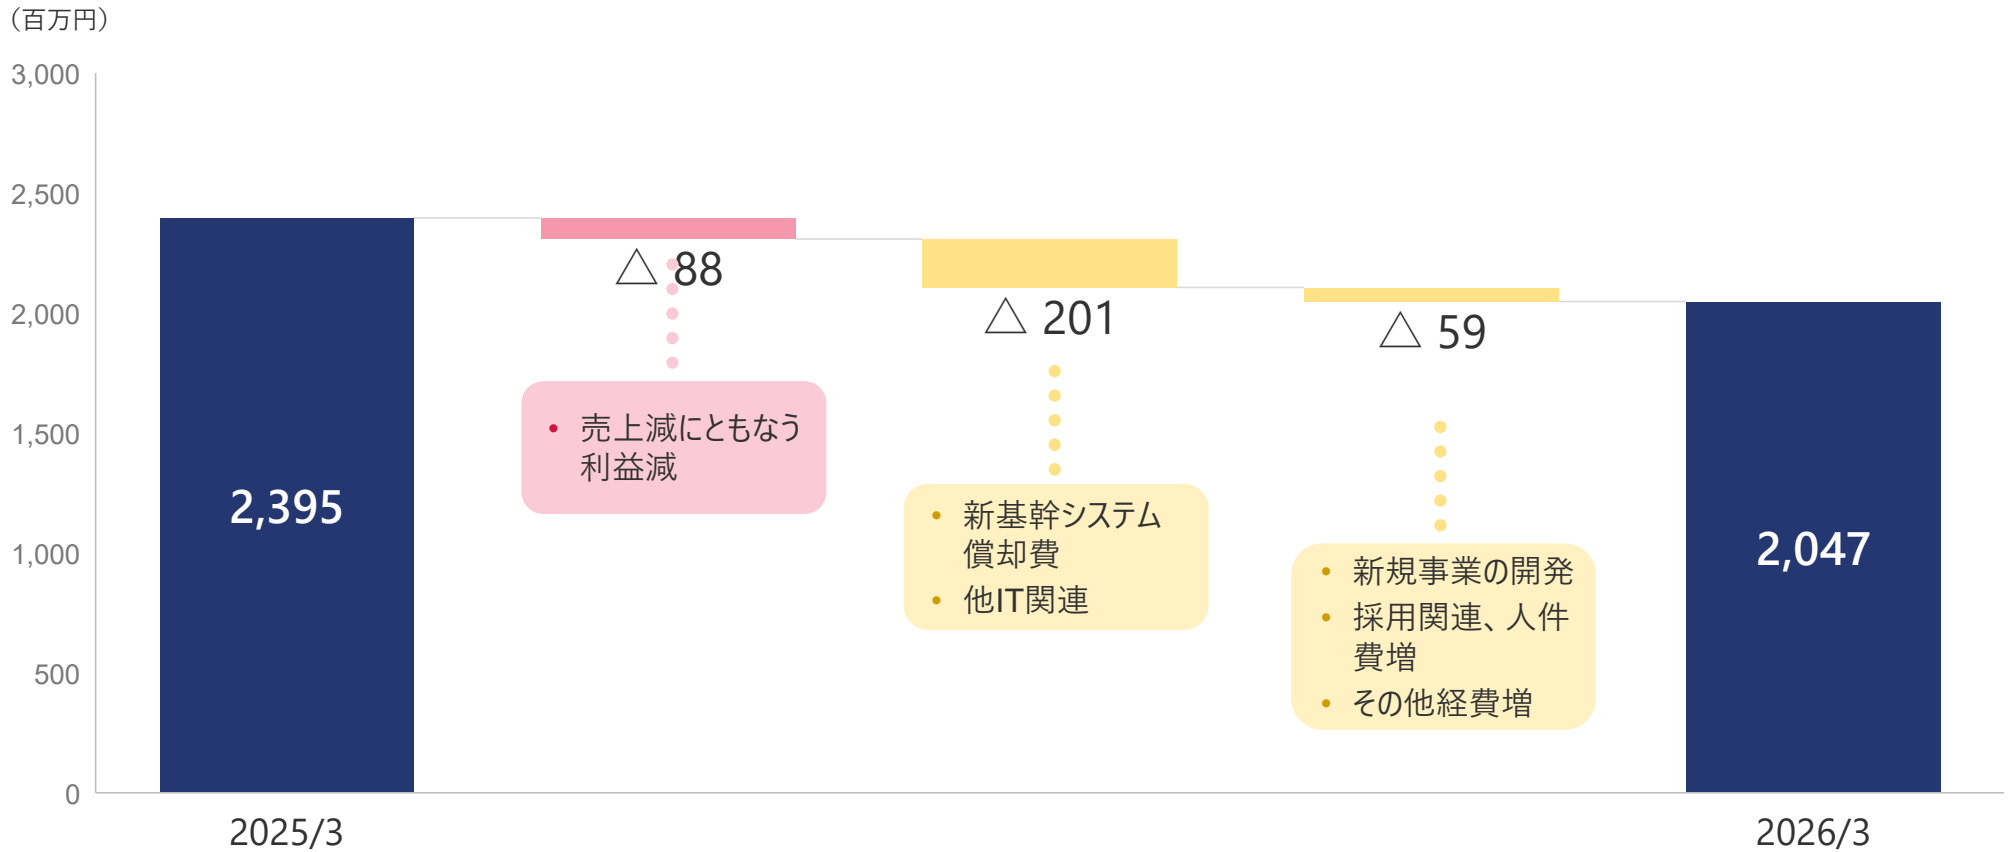 （百万円）
3,000
2,500
2,000
1,500
1,000
500
0
2,395
2025/3
△ 88
• 売上減にともなう
利益減
△ 201
• 新基幹システム
償却費
• 他IT関連
△ 59
• 新規事業の開発
• 採用関連、人件
費増
• その他経費増
2,047
2026/3